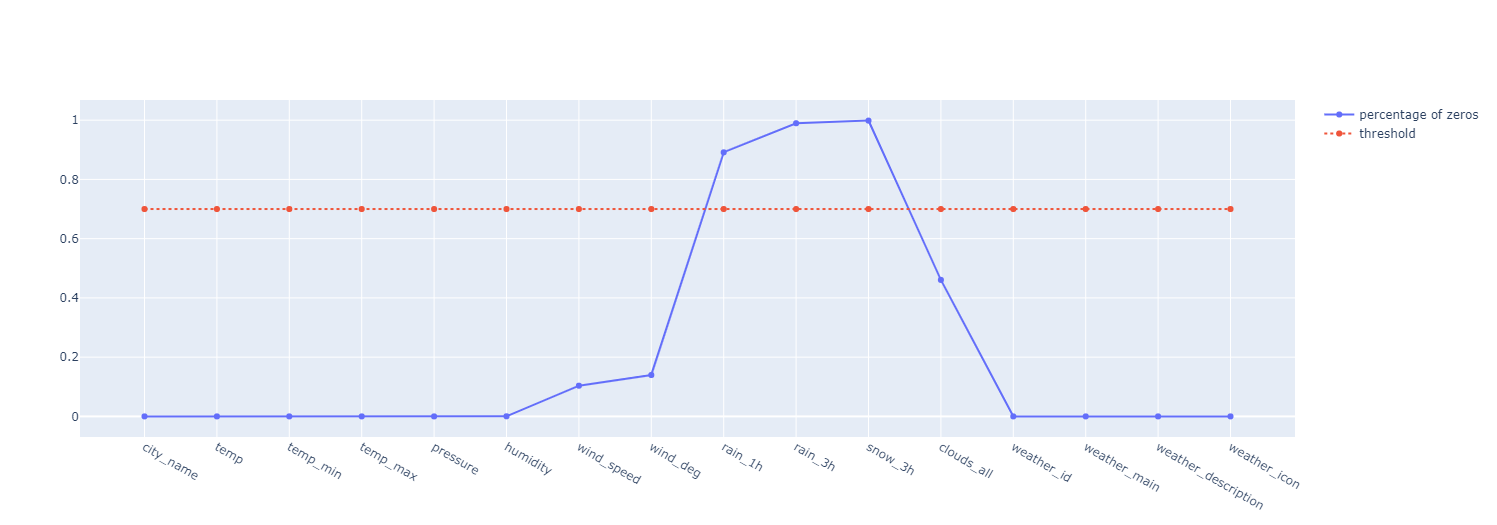 percentage of zeros
threshold
1
0.8
0.6
0.4
0.2
0
city_name
temp
temp_min
temp_max
pressure
humidity
wind_speed
wind_deg
rain_1h
rain_3h
snow_3h
clouds_all
weather_id
weather_main
weather_description
weather_icon